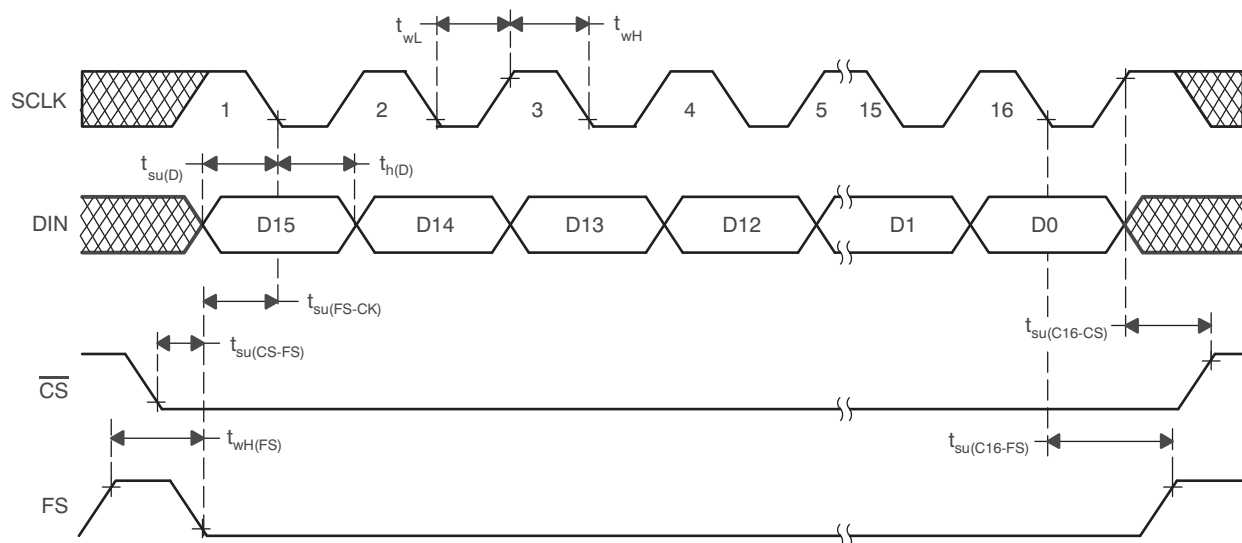 t_wL
t_wH
SCLK
1 2 3 4 5 15 16
t_su(D)
t_h(D)
DIN
D15 D14 D13 D12 D1 D0
t_su(FS-CK)
t_su(CS-FS)
t_su(C16-CS)
CS
t_wH(FS)
t_su(C16-FS)
FS